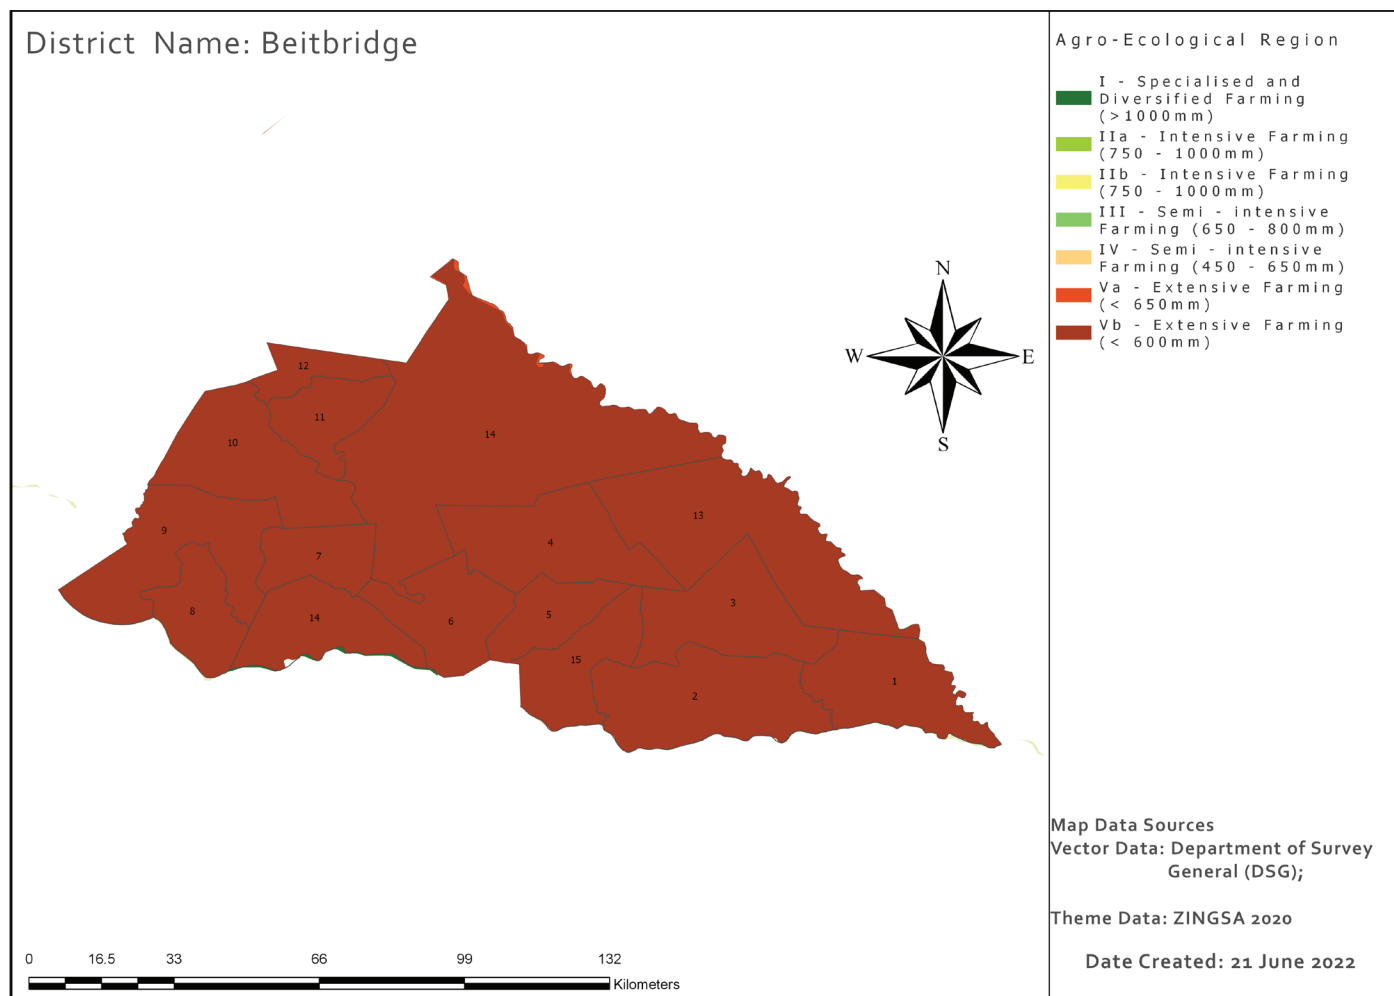 District Name: Beitbridge
Agro-Ecological Region
I - Specialised and
Diversified Farming
(>1000mm)
IIa - Intensive Farming
(750 - 1000mm)
IIb - Intensive Farming
(750 - 1000mm)
III - Semi - intensive
Farming (650 - 800mm)
IV - Semi - intensive
Farming (450 - 650mm)
Va - Extensive Farming
(< 650mm)
Vb - Extensive Farming
(< 600mm)
N
W
E
S
12
11
10
14
9
13
7
4
8
14
6
5
3
15
2
1
Map Data Sources
Vector Data: Department of Survey
General (DSG);
Theme Data: ZINGSA 2020
Date Created: 21 June 2022
0 16.5 33 66 99 132
Kilometers